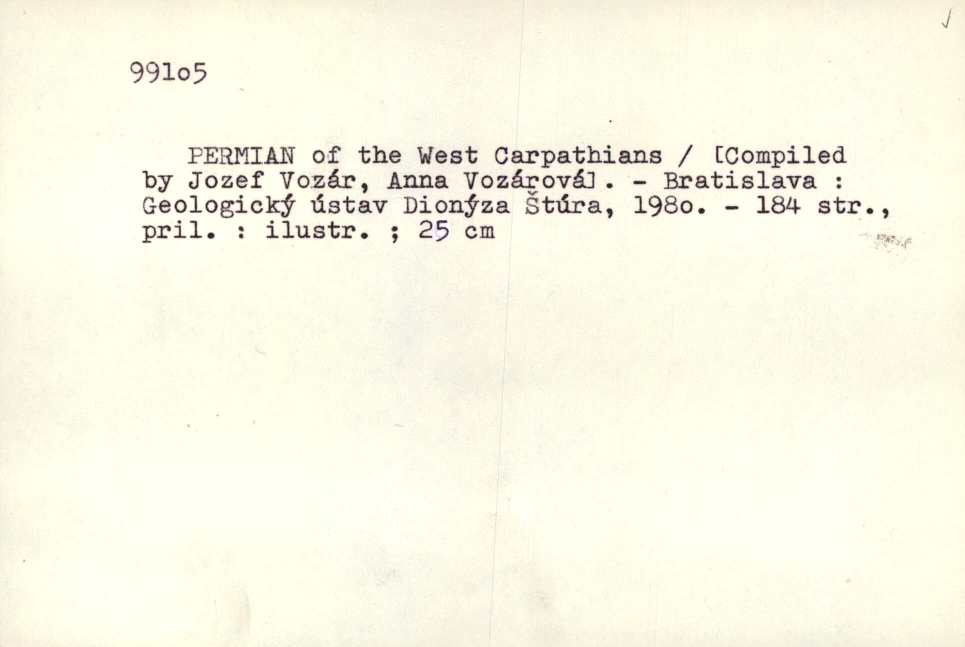 991o5
PERMIAN of the West Carpathians / [Compiled
by Jozef Vozár, Anna Vozárová]. - Bratislava :
Geologický ústav Dionýza Štúra, 198o. - 184 str.,
pril. : ilustr. ; 25 cm